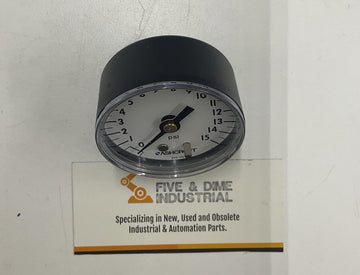 0 1 2 3 4 5 6 7 8 9 10 11 12 13 14 15
psi
ASHCROFT
FIVE & DIME
INDUSTRIAL
Specializing in New, Used and Obsolete
Industrial & Automation Parts.